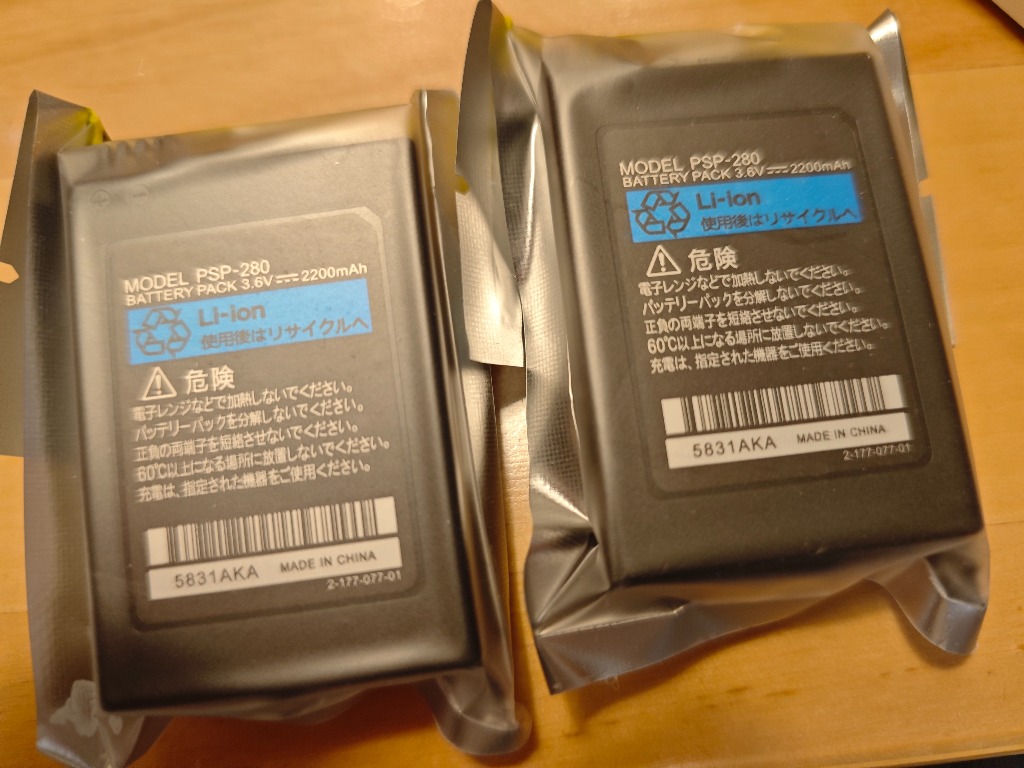 MODEL PSP-280
BATTERY PACK 3.6V 2200mAh
Li-ion
使用後はリサイクルへ
危険
電子レンジなどで加熱しないでください。
バッテリーパックを分解しないでください。
正負の両端子を短絡させないでください。
60℃以上になる場所に放置しないでください。
充電は、指定された機器をご使用ください。
5831AKA MADE IN CHINA
2-177-077-01
MODEL PSP-280
BATTERY PACK 3.6V 2200mAh
Li-ion
使用後はリサイクルへ
危険
電子レンジなどで加熱しないでください。
バッテリーパックを分解しないでください。
正負の両端子を短絡させないでください。
60℃以上になる場所に放置しないでください。
充電は、指定された機器をご使用ください。
5831AKA MADE IN CHINA
2-177-077-01